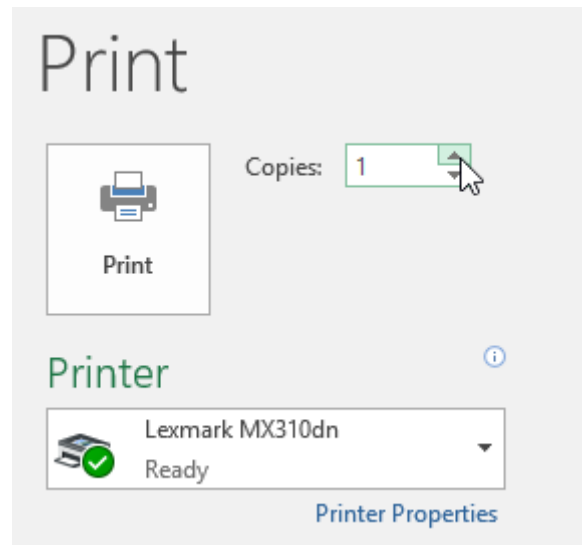 Print
Copies: 1
Print
Printer
Lexmark MX310dn
Ready
Printer Properties